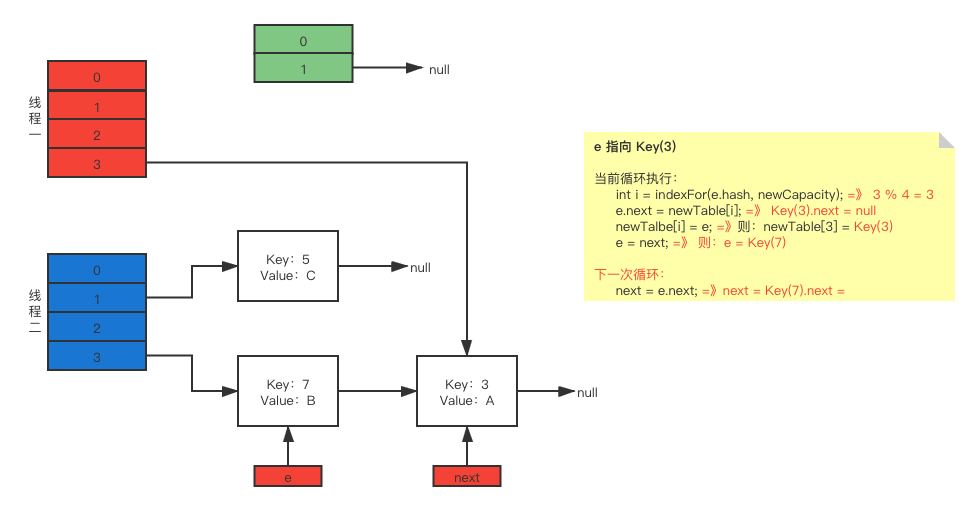 0
1
null
线程一
0
1
2
3
e 指向 Key(3)
当前循环执行：
int i = indexFor(e.hash, newCapacity); =》 3 % 4 = 3
e.next = newTable[i]; =》 Key(3).next = null
newTalbe[i] = e; =》则：newTable[3] = Key(3)
e = next; =》 则：e = Key(7)
下一次循环：
next = e.next; =》next = Key(7).next =
线程二
0
1
2
3
Key：5
Value：C
null
Key：7
Value：B
Key：3
Value：A
null
e
next